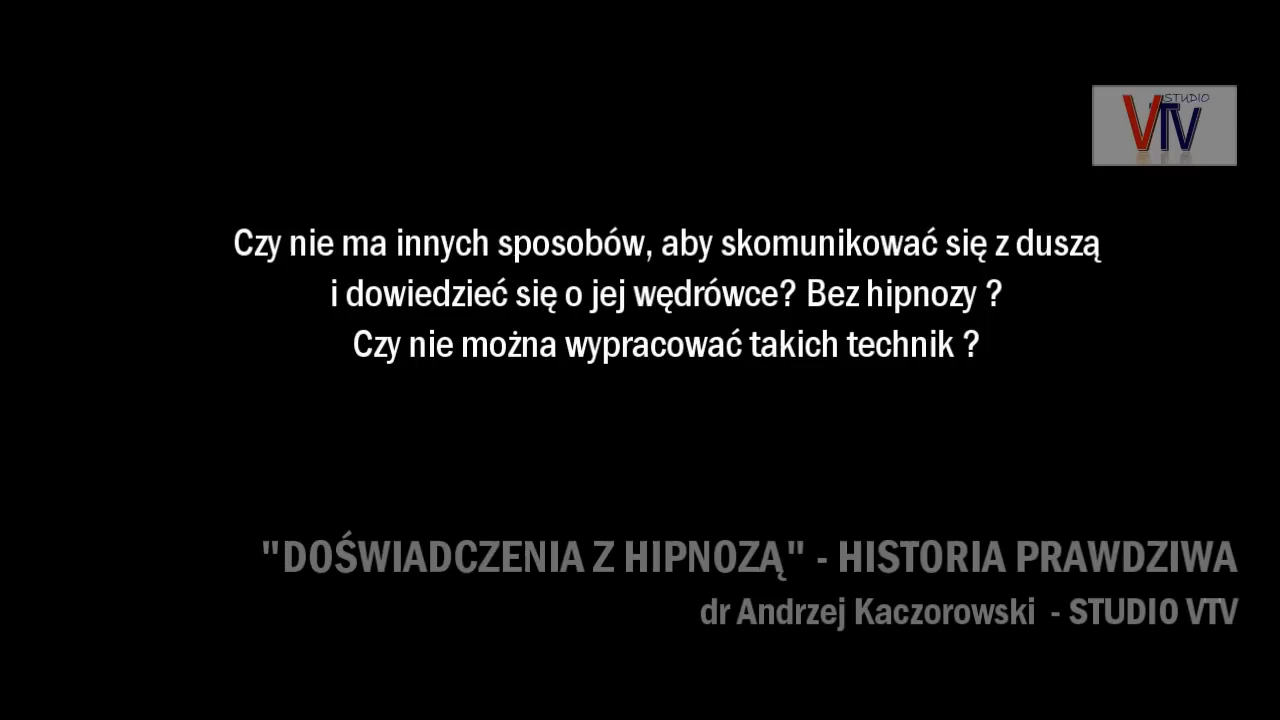 STUDIO
VTV
Czy nie ma innych sposobów, aby skomunikować się z duszą
i dowiedzieć się o jej wędrówce? Bez hipnozy ?
Czy nie można wypracować takich technik ?
"DOŚWIADCZENIA Z HIPNOZĄ" - HISTORIA PRAWDZIWA
dr Andrzej Kaczorowski - STUDIO VTV